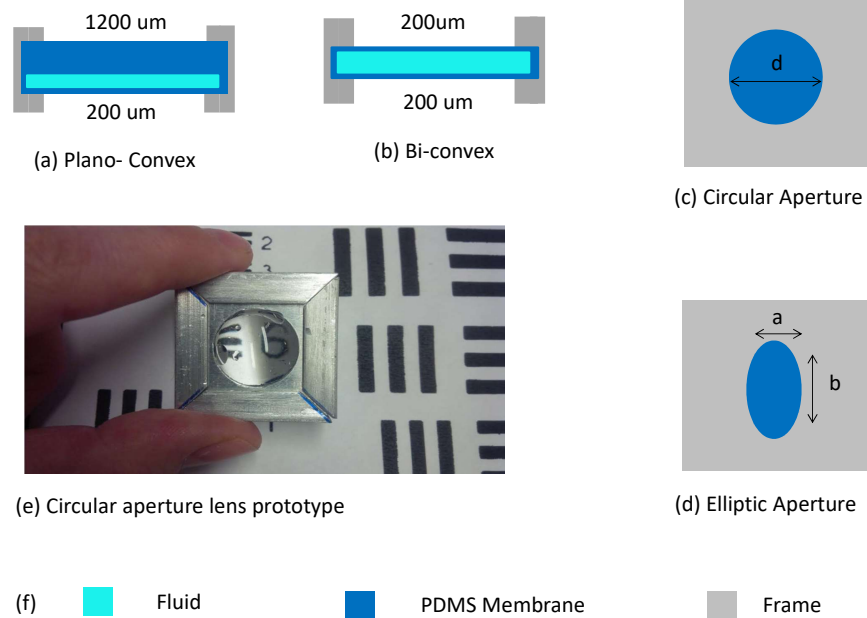 1200 um
200 um
(a) Plano- Convex
200um
200 um
(b) Bi-convex
d
(c) Circular Aperture
2
3
1
(e) Circular aperture lens prototype
a
b
(d) Elliptic Aperture
(f)
Fluid
PDMS Membrane
Frame